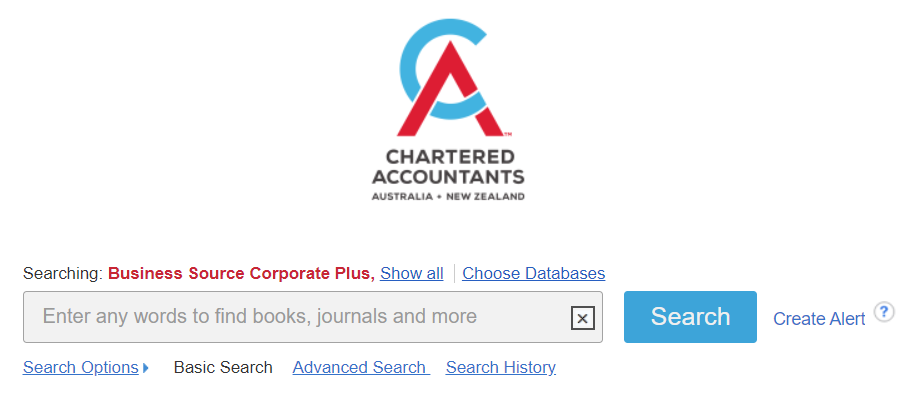 CA™
CHARTERED
ACCOUNTANTS
AUSTRALIA + NEW ZEALAND
Searching: Business Source Corporate Plus, Show all | Choose Databases
Enter any words to find books, journals and more
Search
Create Alert ?
Search Options Basic Search Advanced Search Search History